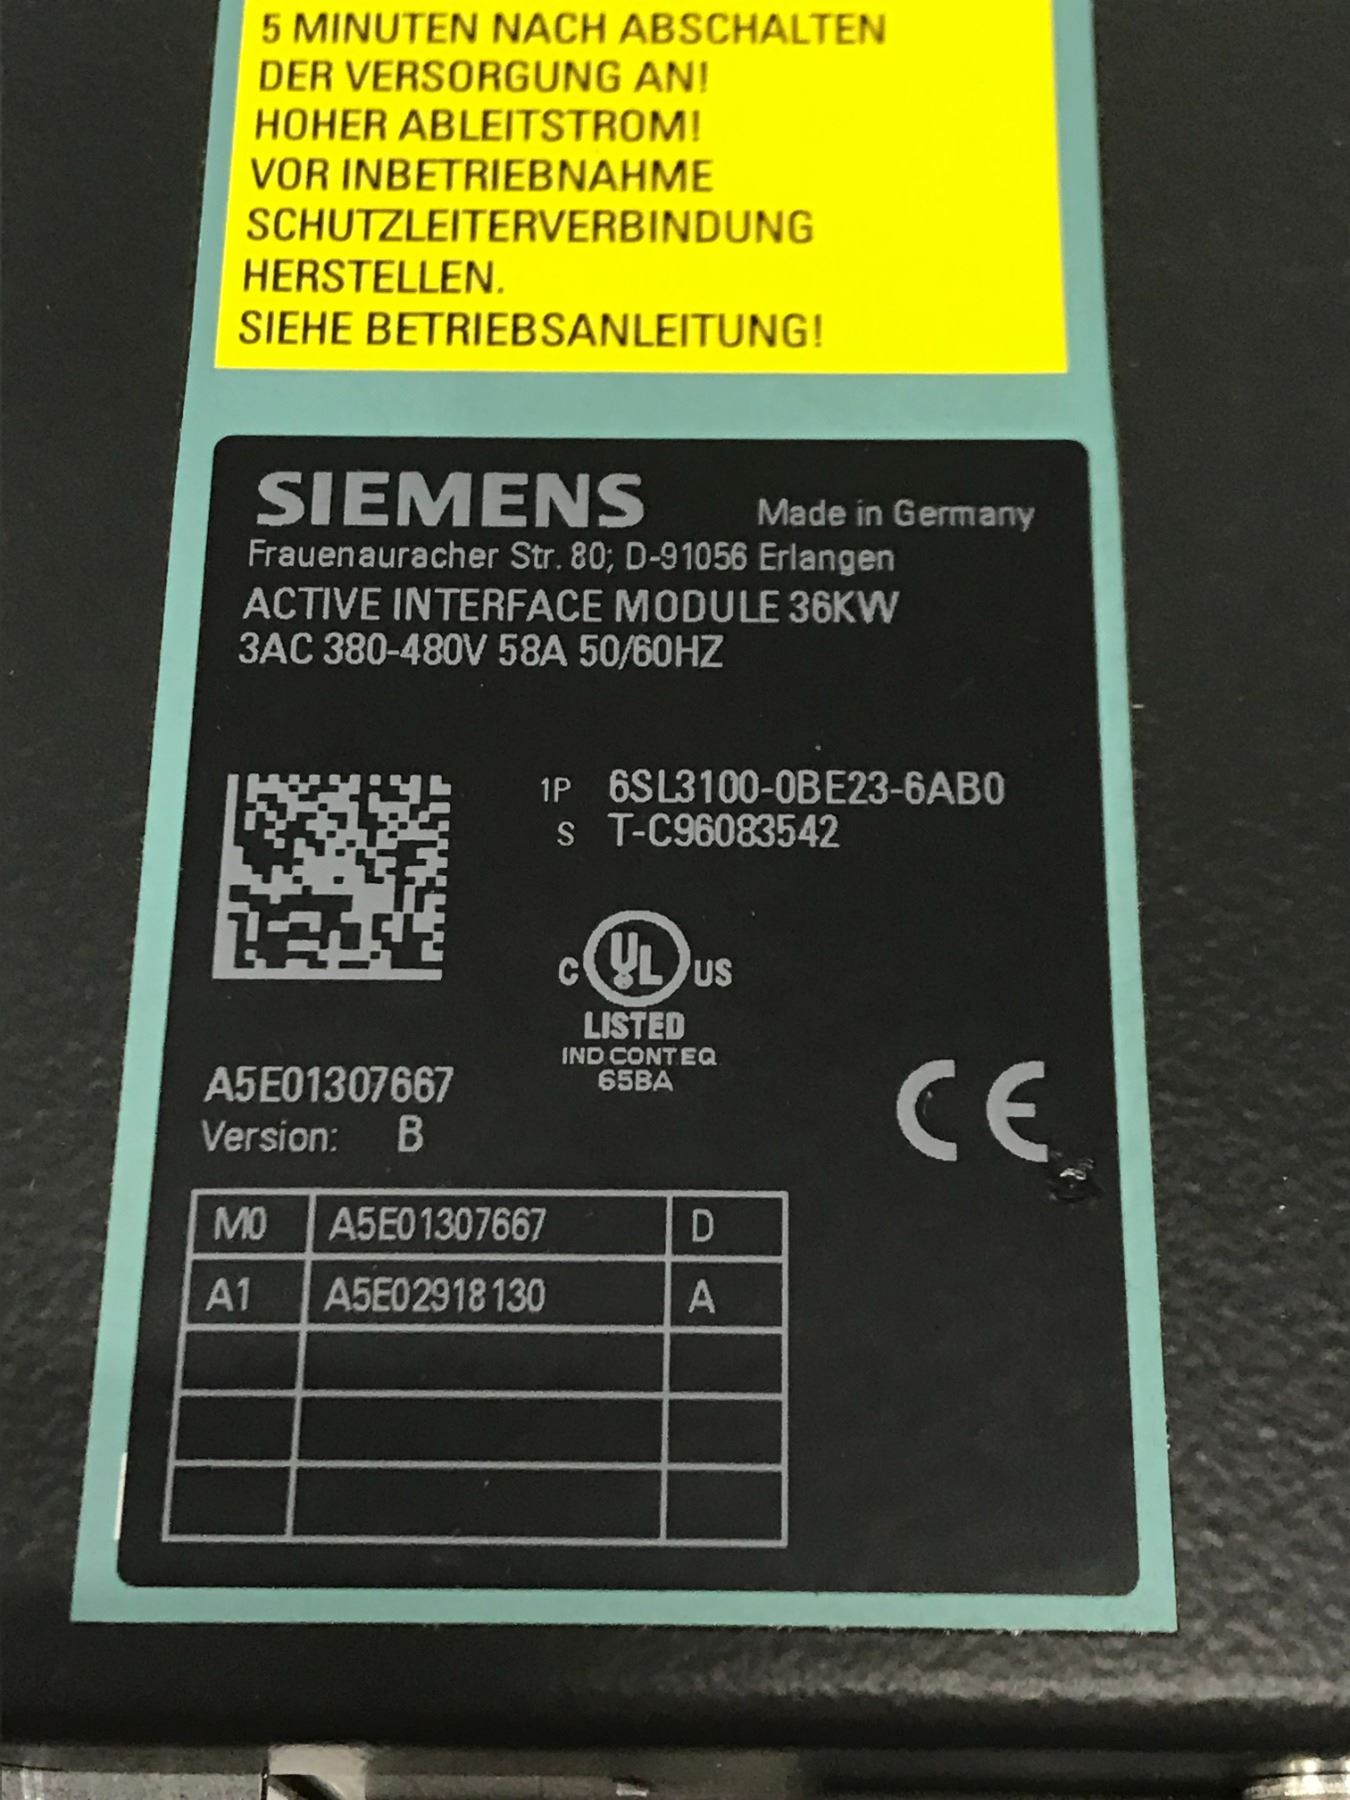 5 MINUTEN NACH ABSCHALTEN
DER VERSORGUNG AN!
HOHER ABLEITSTROM!
VOR INBETRIEBNAHME
SCHUTZLEITERVERBINDUNG
HERSTELLEN.
SIEHE BETRIEBSANLEITUNG!
SIEMENS Made in Germany
Frauenauracher Str. 80; D-91056 Erlangen
ACTIVE INTERFACE MODULE 36KW
3AC 380-480V 58A 50/60HZ
1P 6SL3100-0BE23-6AB0
S T-C96083542
C UL US
LISTED
IND CONT EQ
65BA
CE
A5E01307667
Version: B
M0 A5E01307667 D
A1 A5E02918130 A